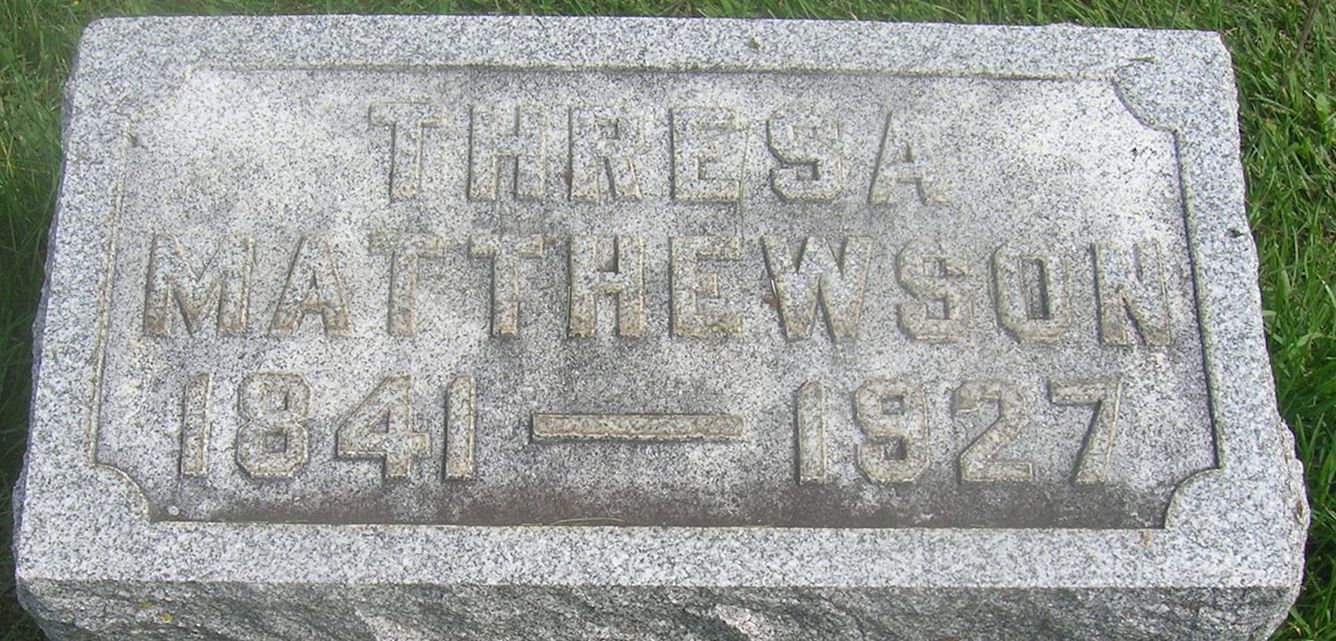 THRESA
MATTHEWSON
1841 — 1927